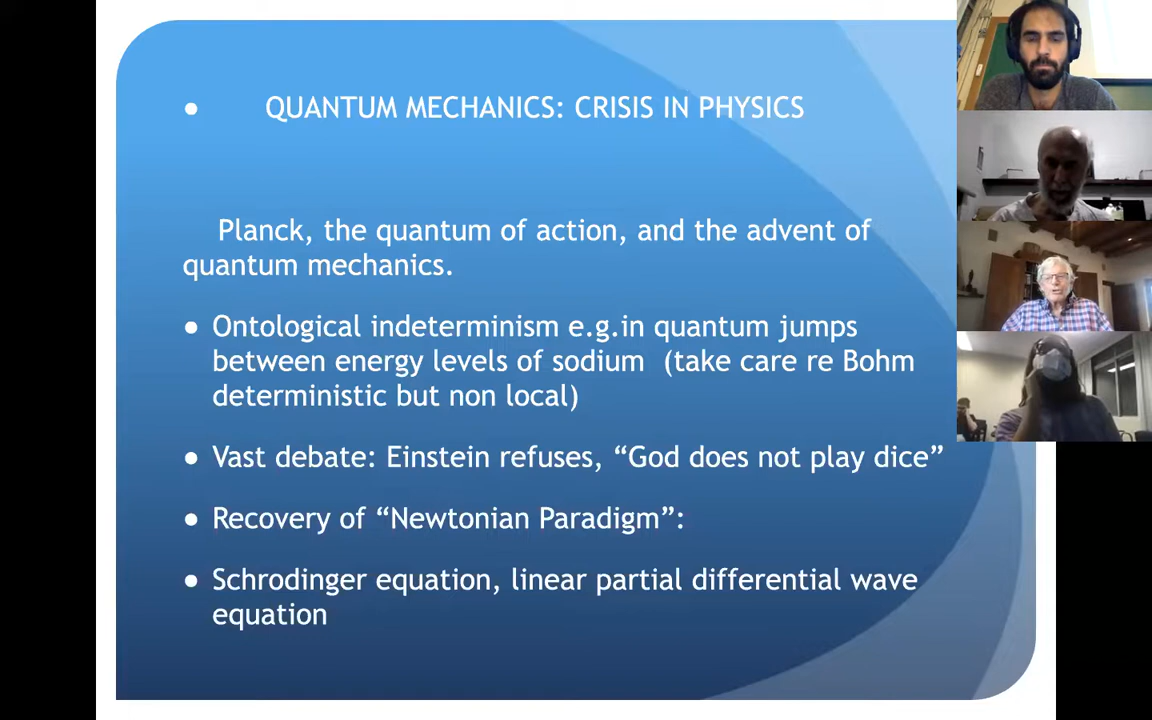 ● QUANTUM MECHANICS: CRISIS IN PHYSICS
Planck, the quantum of action, and the advent of
quantum mechanics.
● Ontological indeterminism e.g.in quantum jumps
between energy levels of sodium (take care re Bohm
deterministic but non local)
● Vast debate: Einstein refuses, “God does not play dice”
● Recovery of “Newtonian Paradigm”:
● Schrodinger equation, linear partial differential wave
equation